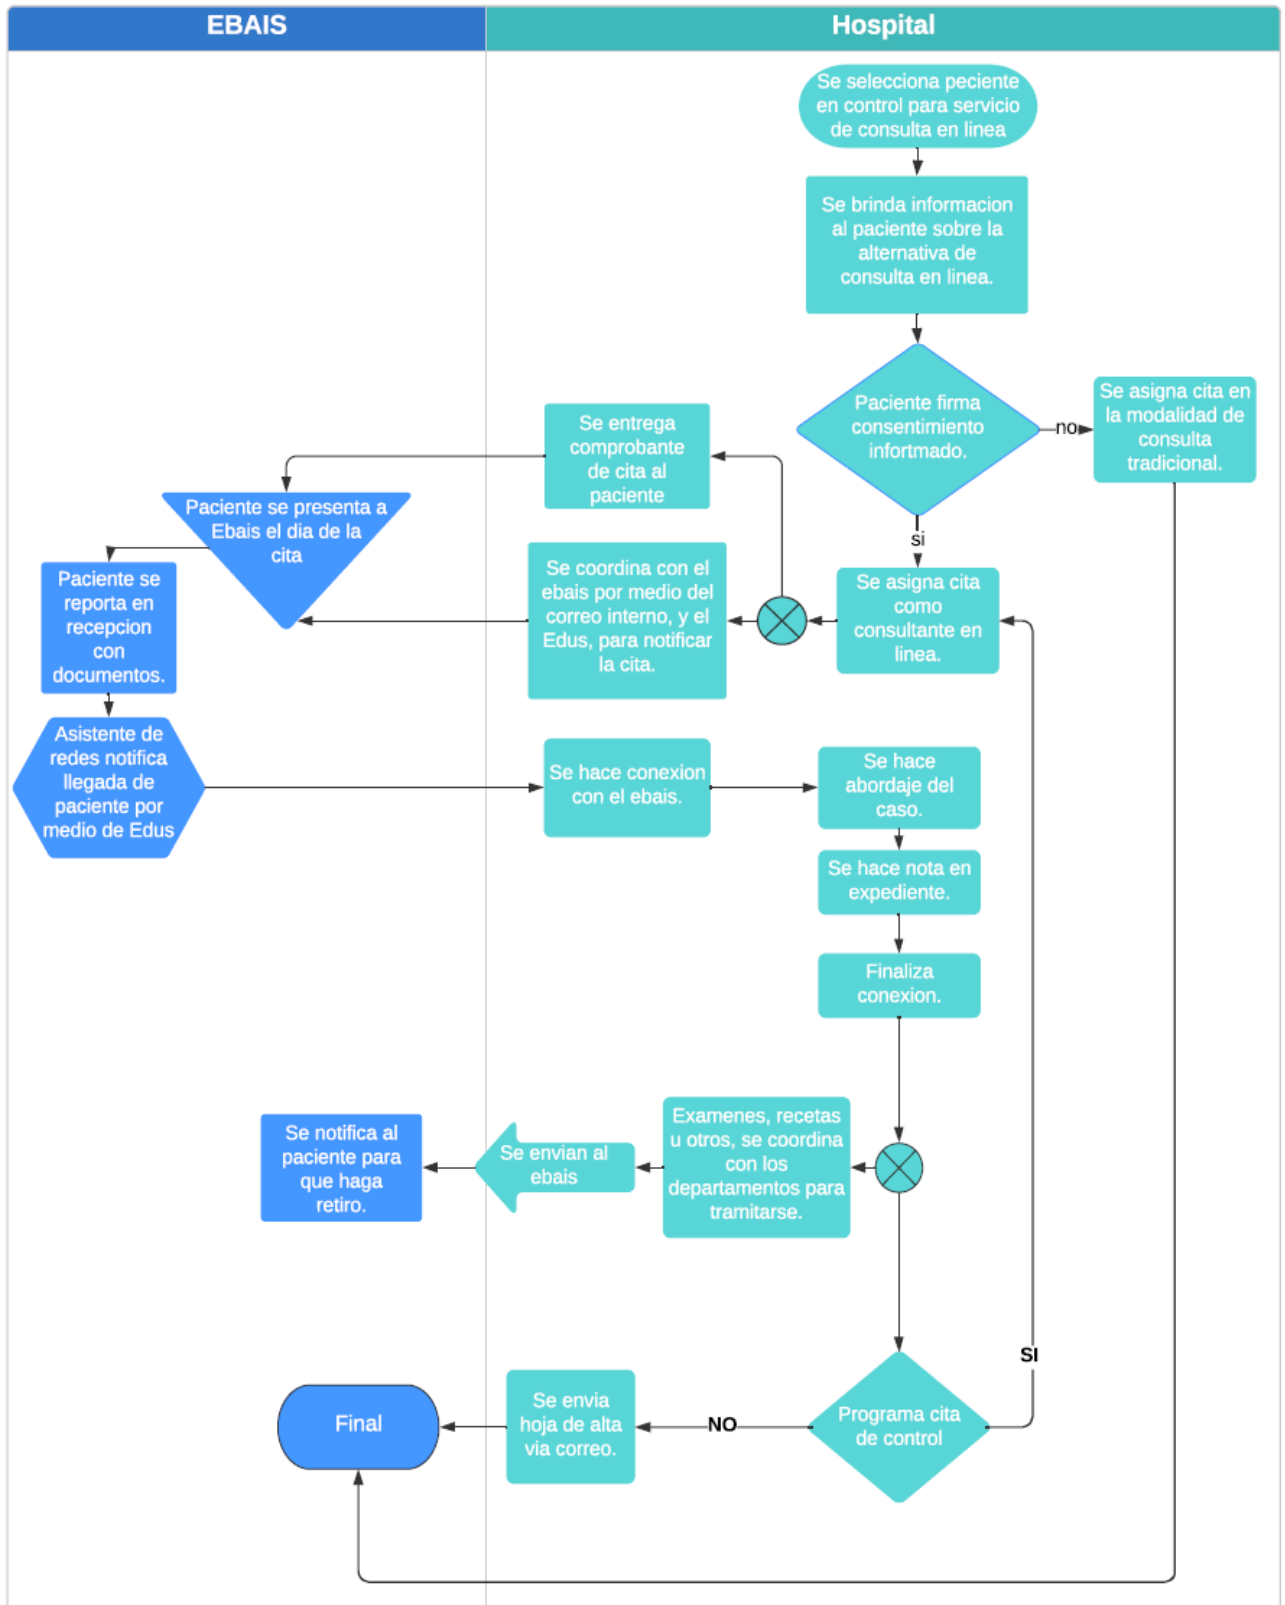 EBAIS
Hospital
Se selecciona peciente
en control para servicio
de consulta en linea
Se brinda informacion
al paciente sobre la
alternativa de
consulta en linea.
Paciente firma
consentimiento
infortmado.
no
Se asigna cita en
la modalidad de
consulta
tradicional.
si
Se asigna cita
como
consultante en
linea.
Se entrega
comprobante
de cita al
paciente
Se coordina con el
ebais por medio del
correo interno, y el
Edus, para notificar
la cita.
Paciente se presenta a
Ebais el dia de la
cita
Paciente se
reporta en
recepcion
con
documentos.
Asistente de
redes notifica
llegada de
paciente por
medio de Edus
Se hace conexion
con el ebais.
Se hace
abordaje del
caso.
Se hace nota en
expediente.
Finaliza
conexion.
Examenes, recetas
u otros, se coordina
con los
departamentos para
tramitarse.
Se envian al
ebais
Se notifica al
paciente para
que haga
retiro.
Programa cita
de control
SI
NO
Se envia
hoja de alta
via correo.
Final